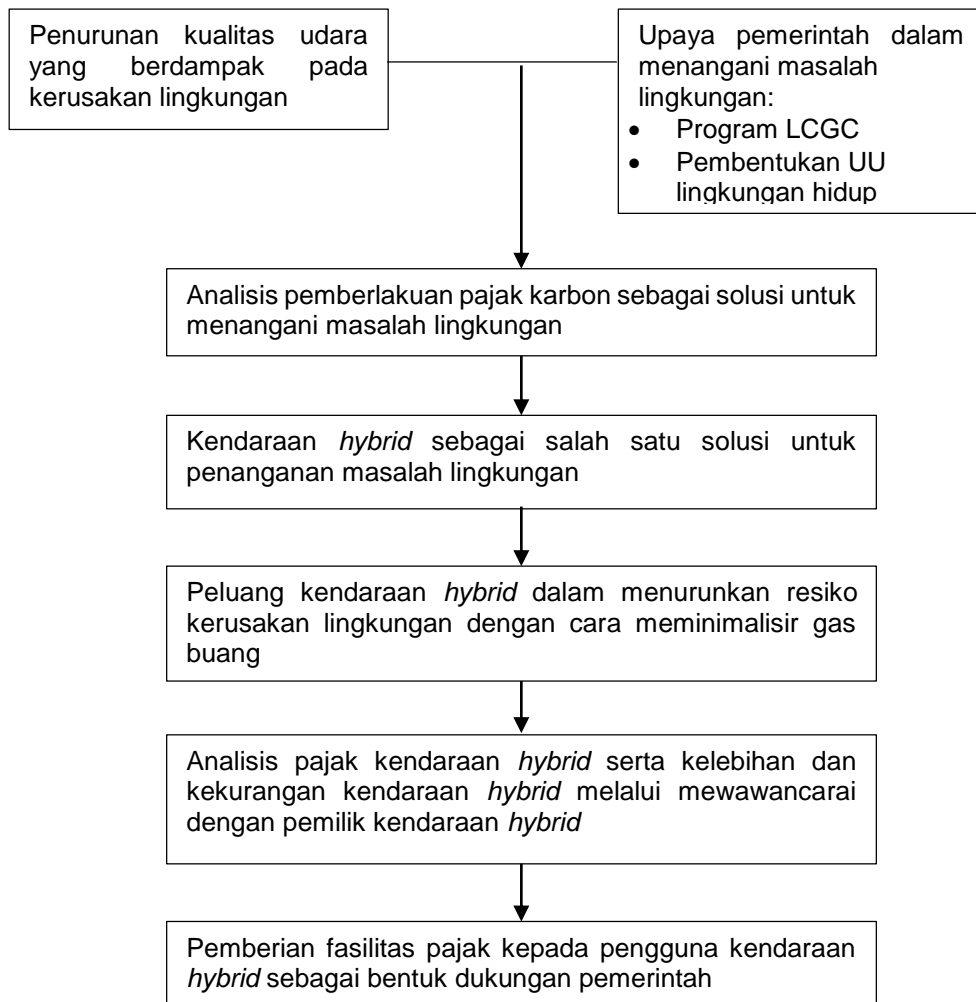 Penurunan kualitas udara
yang berdampak pada
kerusakan lingkungan
Upaya pemerintah dalam
menangani masalah
lingkungan:
• Program LCGC
• Pembentukan UU
lingkungan hidup
Analisis pemberlakuan pajak karbon sebagai solusi untuk
menangani masalah lingkungan
Kendaraan hybrid sebagai salah satu solusi untuk
penanganan masalah lingkungan
Peluang kendaraan hybrid dalam menurunkan resiko
kerusakan lingkungan dengan cara meminimalisir gas
buang
Analisis pajak kendaraan hybrid serta kelebihan dan
kekurangan kendaraan hybrid melalui mewawancarai
dengan pemilik kendaraan hybrid
Pemberian fasilitas pajak kepada pengguna kendaraan
hybrid sebagai bentuk dukungan pemerintah